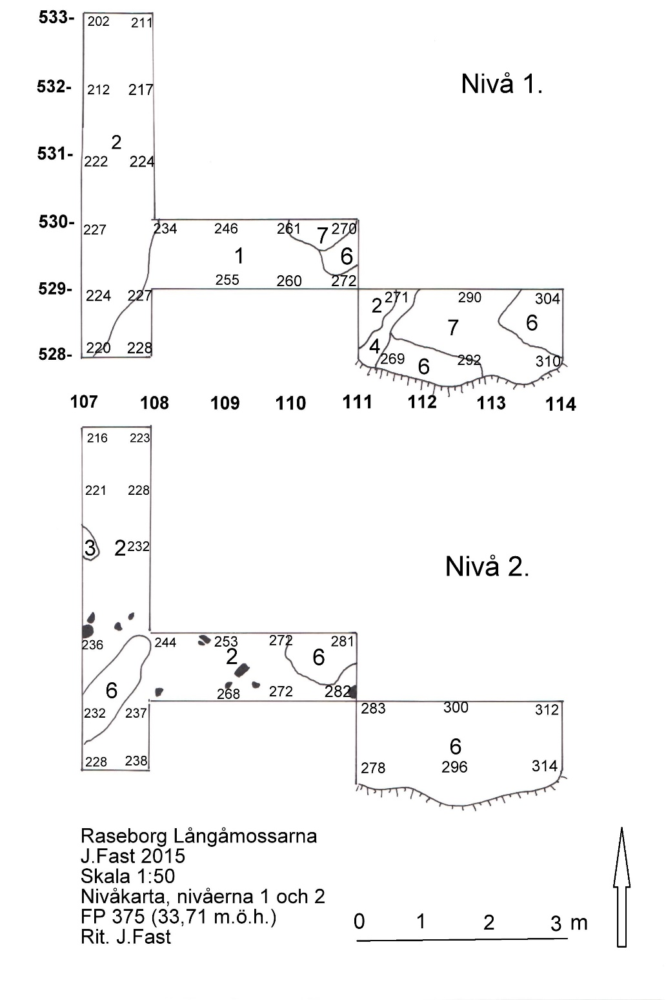 533- 202 211
532- 212 217 Nivå 1.
2
531- 222 224
530- 227 234 246 261 7 270
1 6
255 260 272
529- 224 227 2 271 290 304
7 6
4
528- 220 228 269 6 292 310
107 108 109 110 111 112 113 114
216 223
221 228
3 2 232
Nivå 2.
236 244 253 272 281
2 6
6 268 272 282
232 237 283 300 312
6
228 238 278 296 314
Raseborg Långåmossarna
J.Fast 2015
Skala 1:50
Nivåkarta, nivåerna 1 och 2
FP 375 (33,71 m.ö.h.)
Rit. J.Fast
0 1 2 3 m